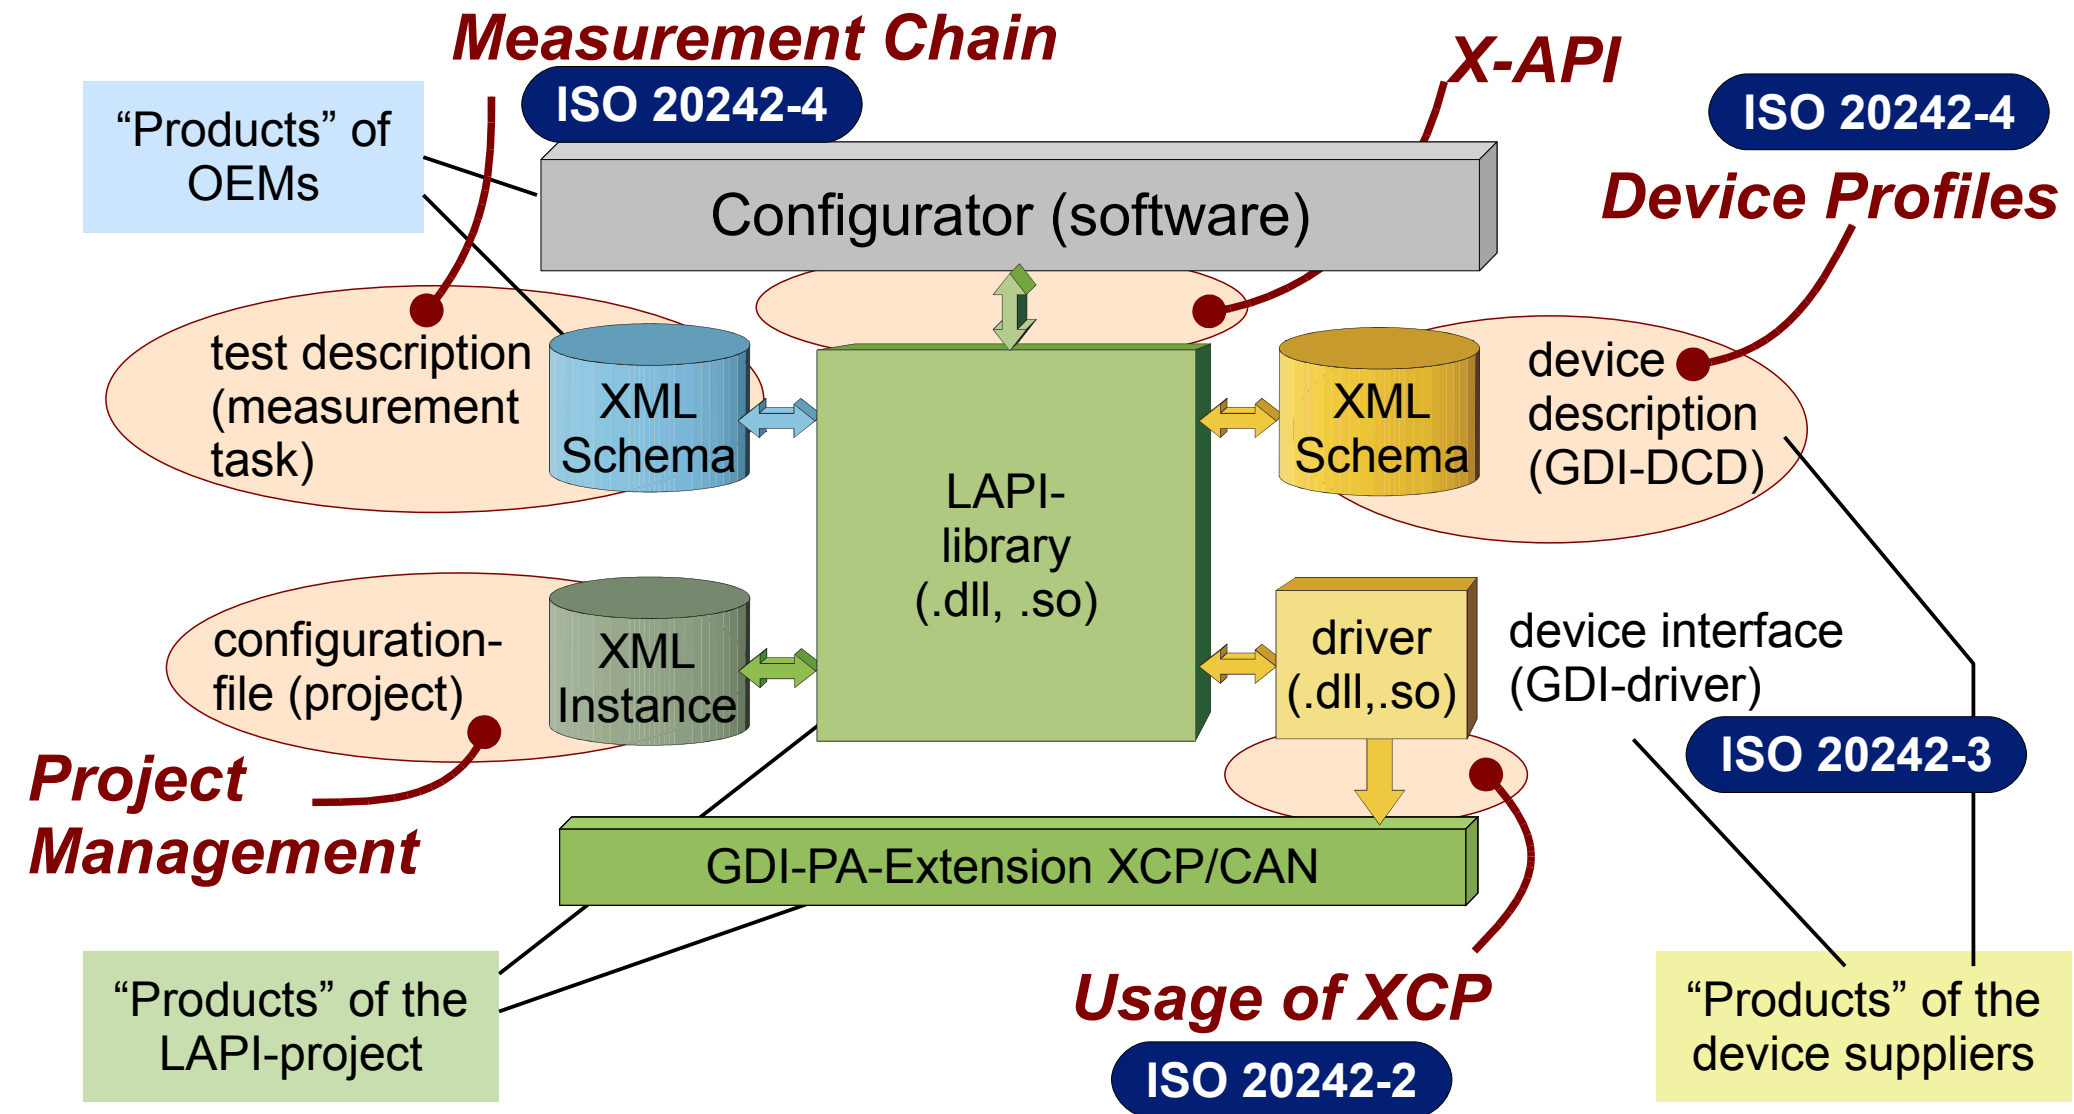 Measurement Chain
ISO 20242-4
X-API
ISO 20242-4
Device Profiles
“Products” of
OEMs
Configurator (software)
test description
(measurement
task)
XML
Schema
LAPI-
library
(.dll, .so)
XML
Schema
device
description
(GDI-DCD)
configuration-
file (project)
XML
Instance
driver
(.dll,.so)
device interface
(GDI-driver)
ISO 20242-3
Project
Management
GDI-PA-Extension XCP/CAN
“Products” of the
LAPI-project
Usage of XCP
ISO 20242-2
“Products” of the
device suppliers